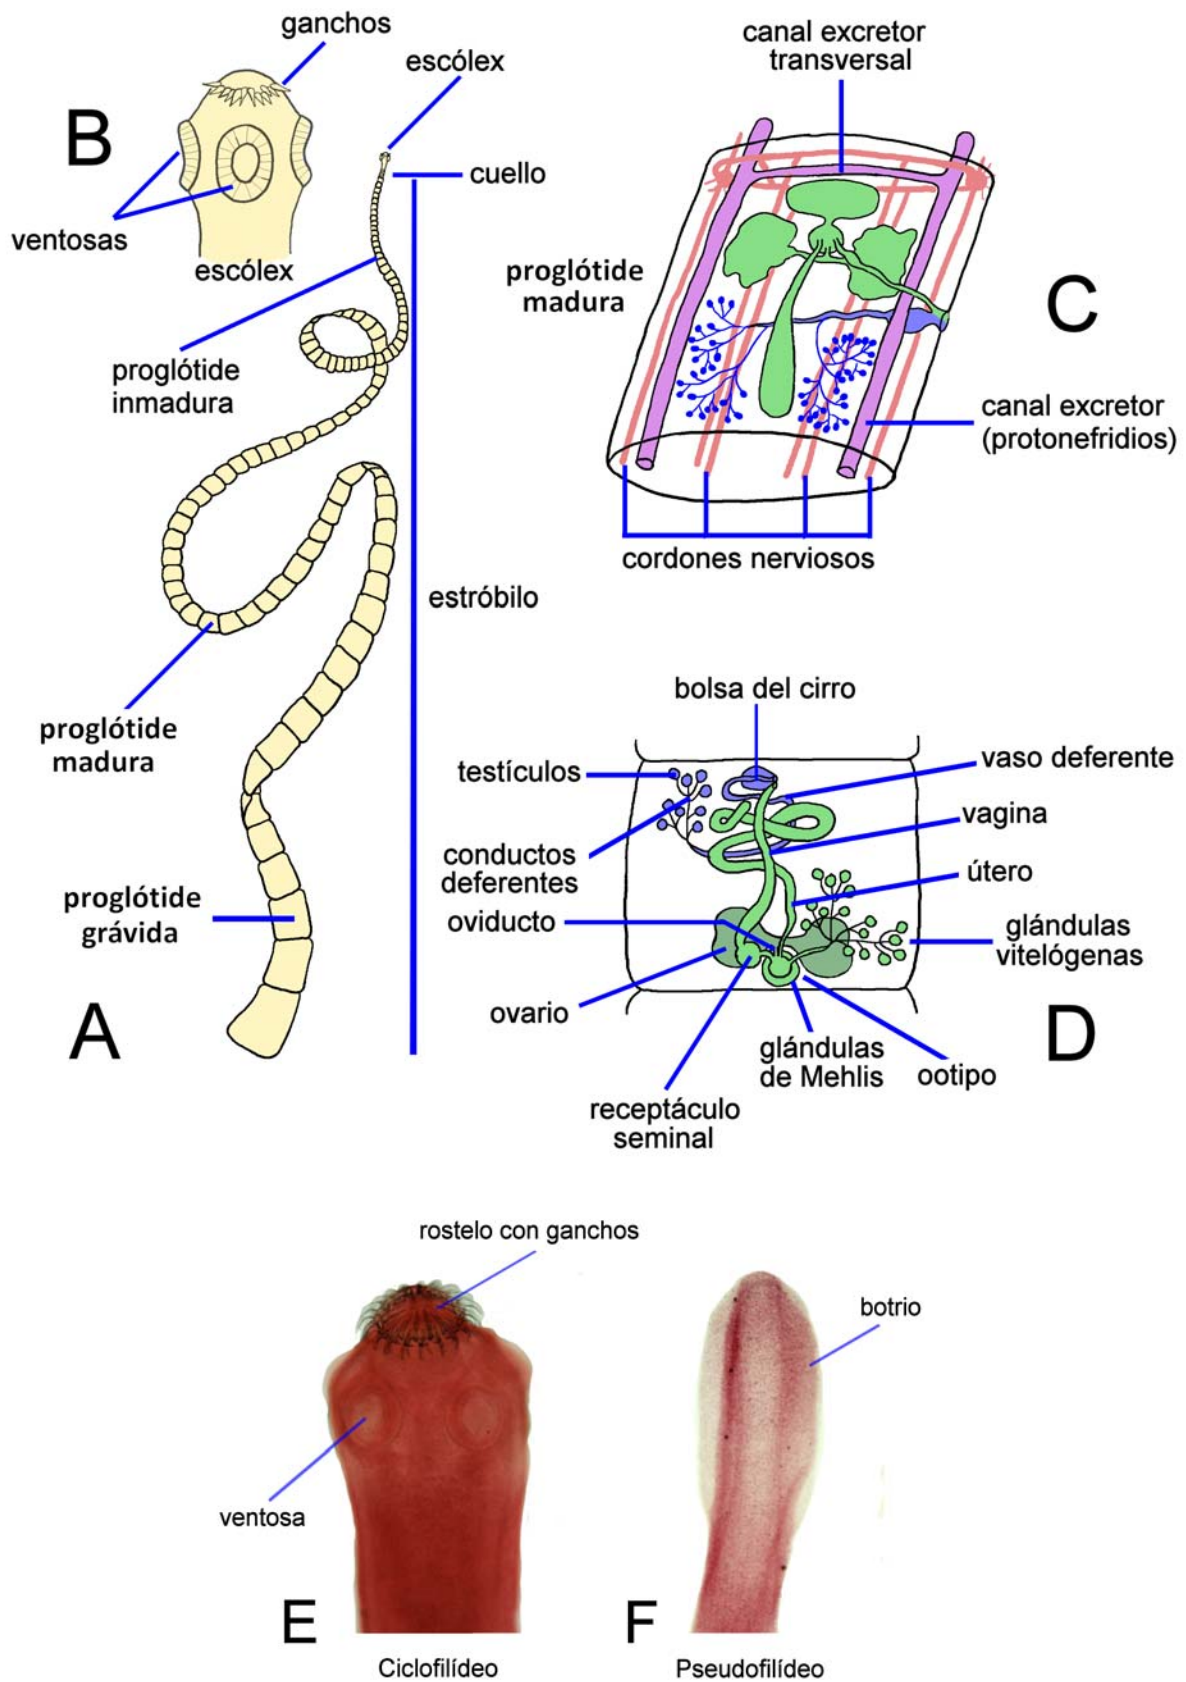 ganchos
escólex
B
cuello
ventosas
escólex
proglótide
inmadura
estróbilo
proglótide
madura
proglótide
grávida
A
canal excretor
transversal
proglótide
madura
C
canal excretor
(protonefridios)
cordones nerviosos
bolsa del cirro
testículos
vaso deferente
vagina
conductos
deferentes
útero
oviducto
glándulas
vitelógenas
ovario
D
glándulas
de Mehlis
ootipo
receptáculo
seminal
rostelo con ganchos
botrio
ventosa
E
F
Ciclofilídeo
Pseudofilídeo